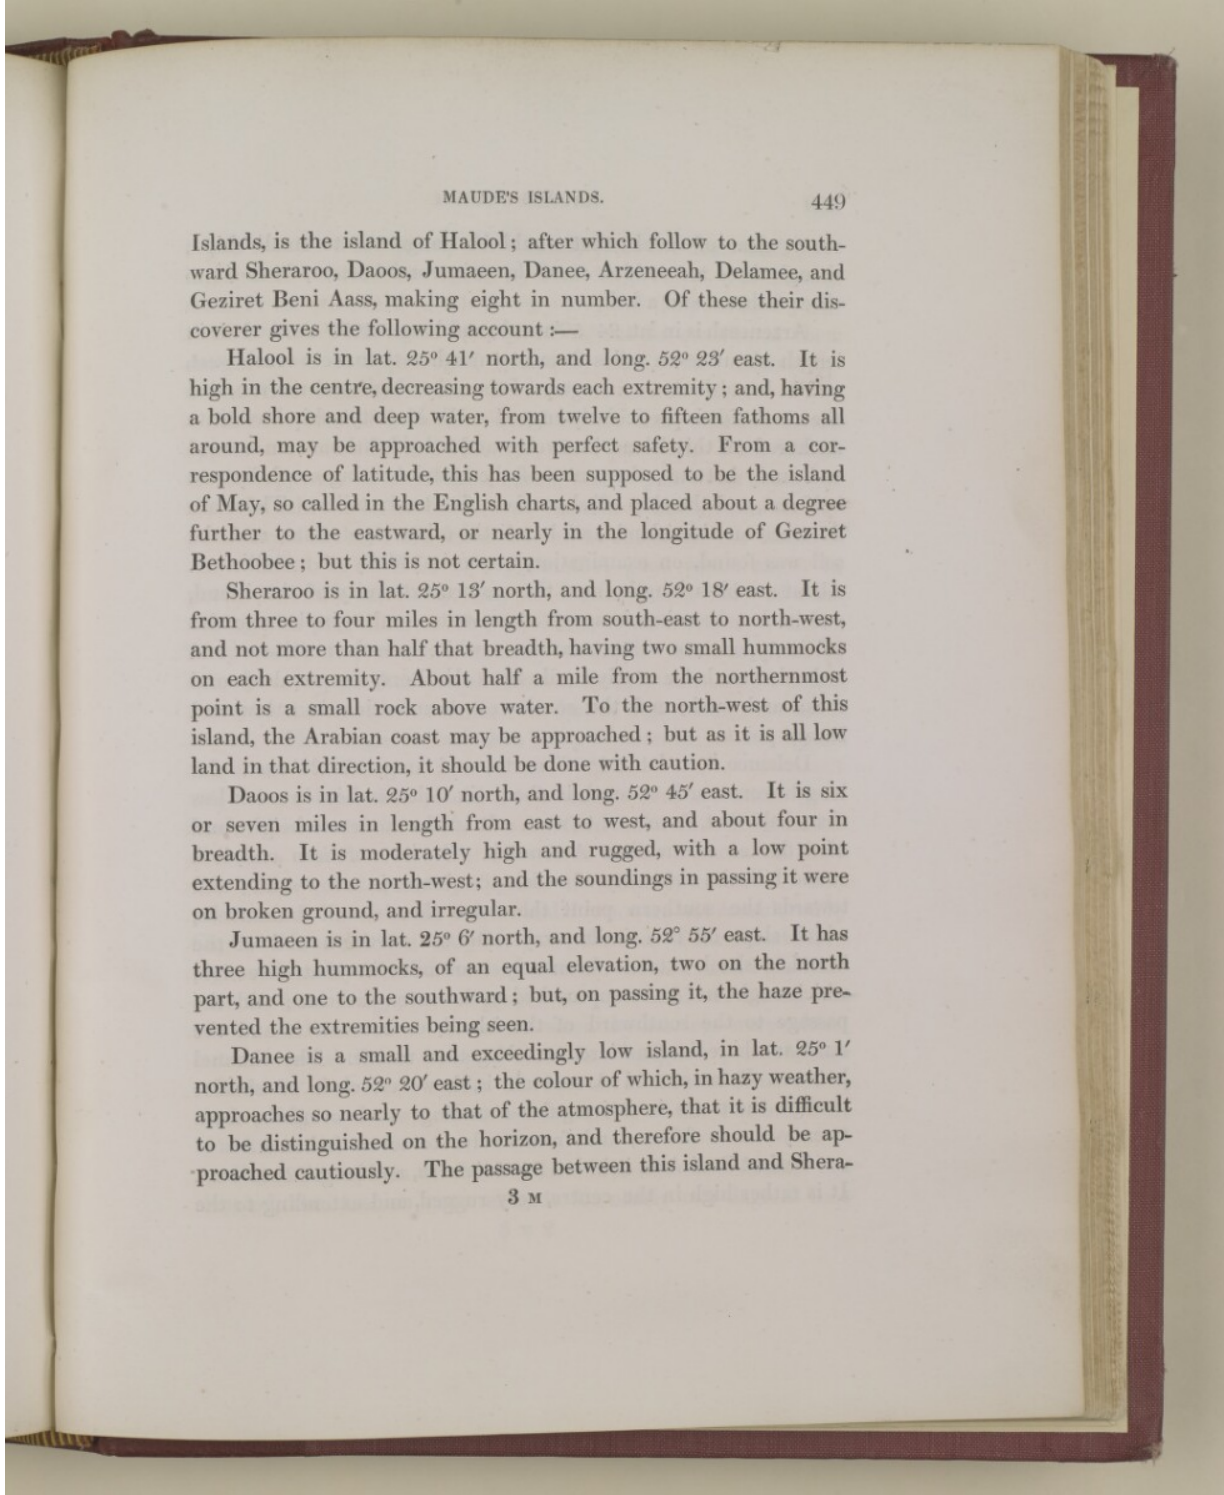 MAUDE'S ISLANDS. 449
Islands, is the island of Halool; after which follow to the south-
ward Sheraroo, Daoos, Jumaeen, Danee, Arzeneeah, Delamee, and
Geziret Beni Aass, making eight in number. Of these their dis-
coverer gives the following account :—
Halool is in lat. 25° 41′ north, and long. 52° 23′ east. It is
high in the centre, decreasing towards each extremity; and, having
a bold shore and deep water, from twelve to fifteen fathoms all
around, may be approached with perfect safety. From a cor-
respondence of latitude, this has been supposed to be the island
of May, so called in the English charts, and placed about a degree
further to the eastward, or nearly in the longitude of Geziret
Bethoobee; but this is not certain.
Sheraroo is in lat. 25° 13′ north, and long. 52° 18′ east. It is
from three to four miles in length from south-east to north-west,
and not more than half that breadth, having two small hummocks
on each extremity. About half a mile from the northernmost
point is a small rock above water. To the north-west of this
island, the Arabian coast may be approached; but as it is all low
land in that direction, it should be done with caution.
Daoos is in lat. 25° 10′ north, and long. 52° 45′ east. It is six
or seven miles in length from east to west, and about four in
breadth. It is moderately high and rugged, with a low point
extending to the north-west; and the soundings in passing it were
on broken ground, and irregular.
Jumaeen is in lat. 25° 6′ north, and long. 52° 55′ east. It has
three high hummocks, of an equal elevation, two on the north
part, and one to the southward; but, on passing it, the haze pre-
vented the extremities being seen.
Danee is a small and exceedingly low island, in lat. 25° 1′
north, and long. 52° 20′ east; the colour of which, in hazy weather,
approaches so nearly to that of the atmosphere, that it is difficult
to be distinguished on the horizon, and therefore should be ap-
proached cautiously. The passage between this island and Shera-
3 M